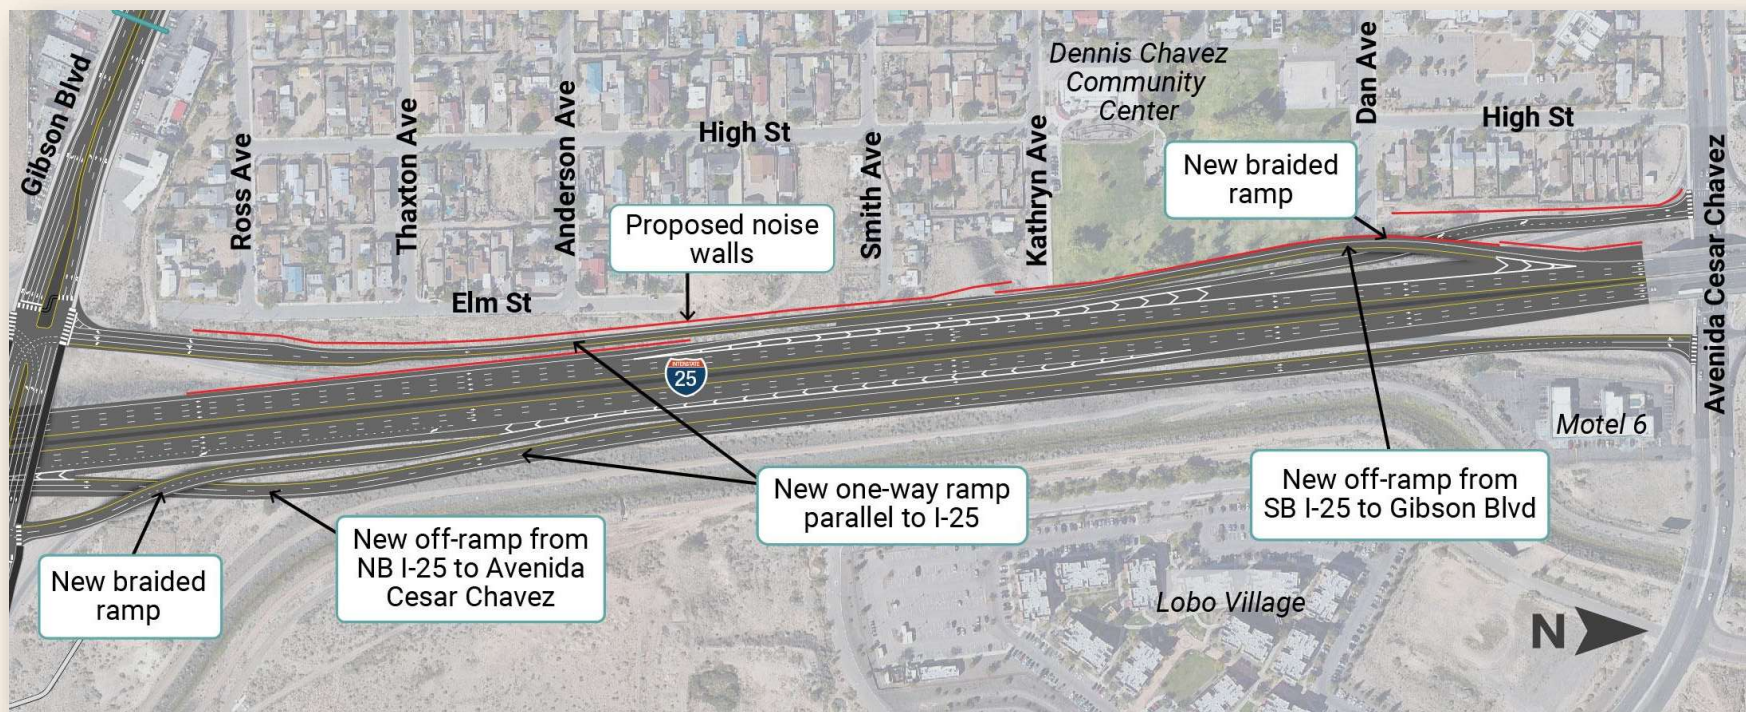 Gibson Blvd
Ross Ave
Thaxton Ave
Anderson Ave
High St
Smith Ave
Kathryn Ave
Dennis Chavez
Community
Center
Dan Ave
High St
Avenida Cesar Chavez
New braided
ramp
Proposed noise
walls
Elm St
INTERSTATE
25
Motel 6
New one-way ramp
parallel to I-25
New off-ramp from
SB I-25 to Gibson Blvd
New off-ramp from
NB I-25 to Avenida
Cesar Chavez
New braided
ramp
Lobo Village
N